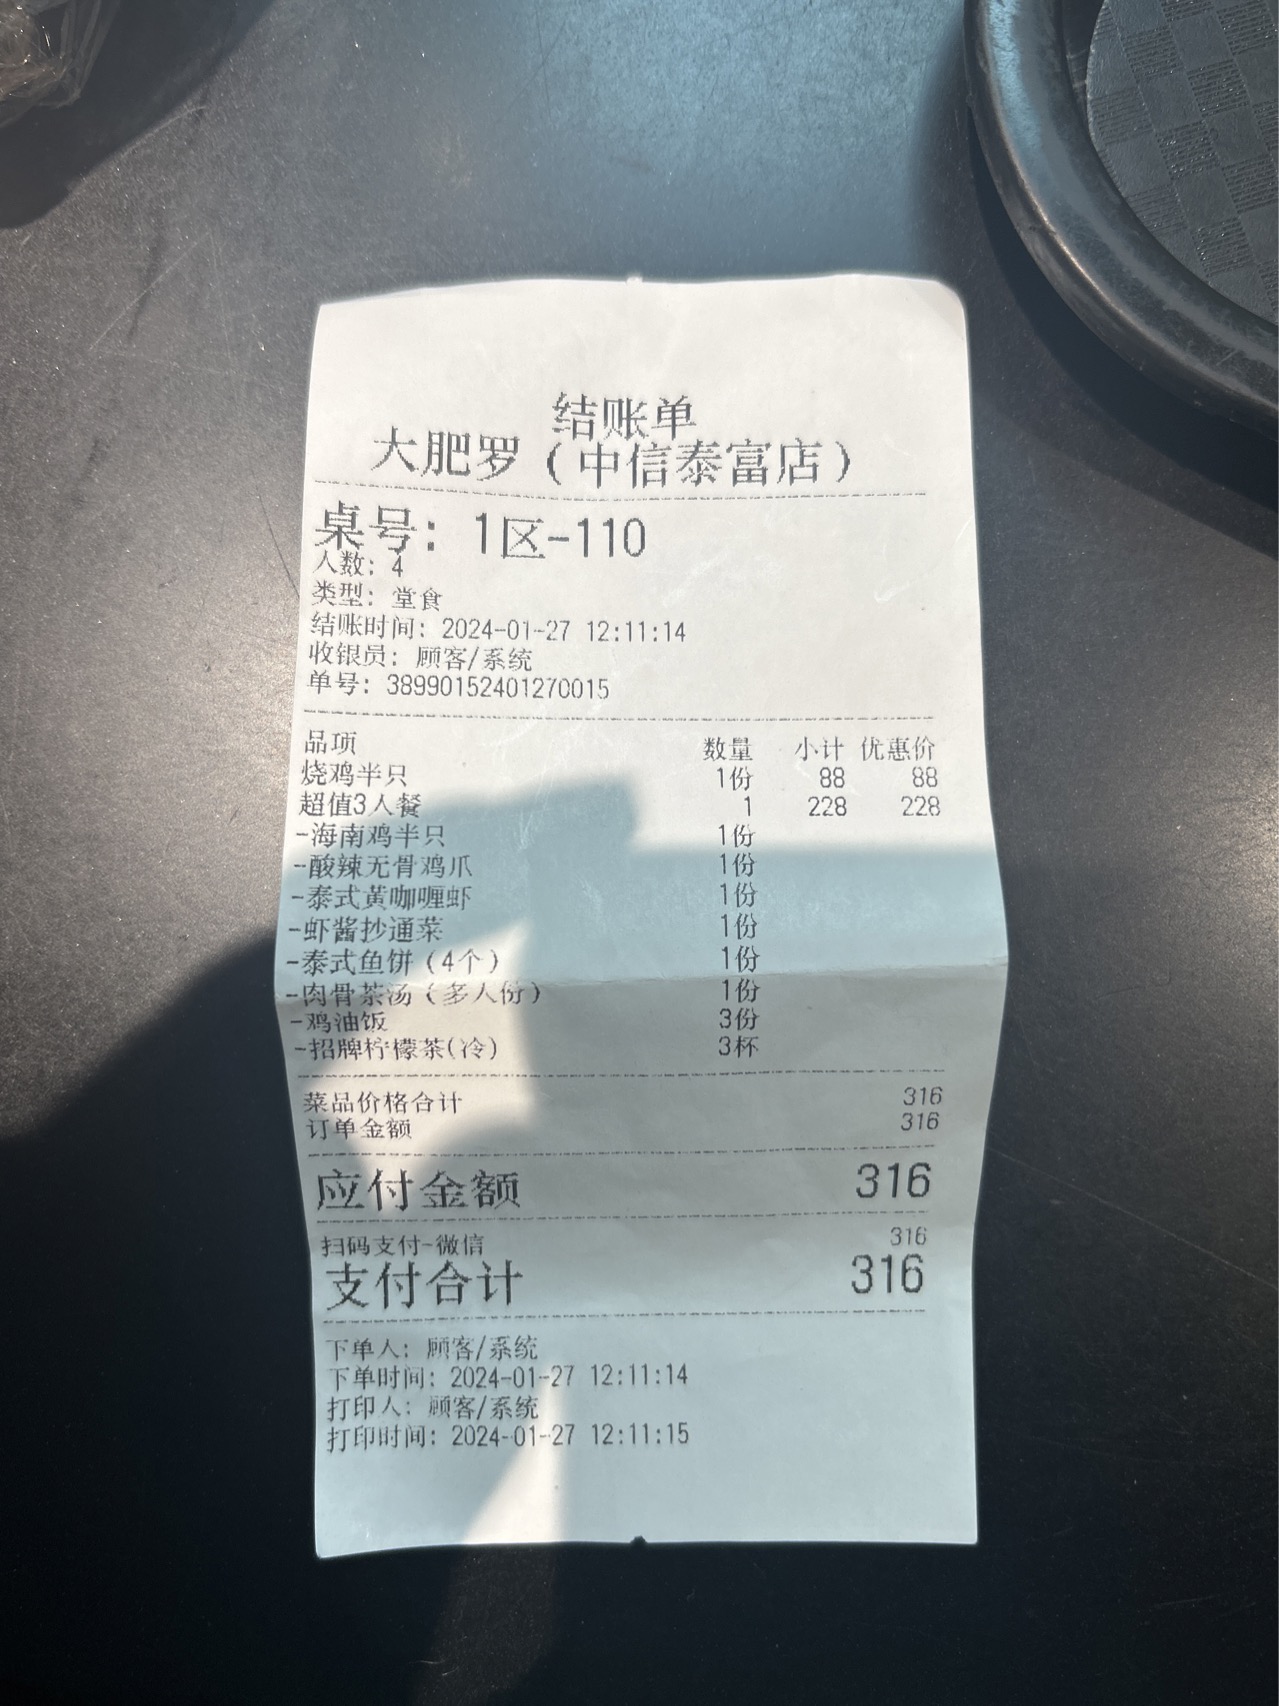 结账单
大肥罗（中信泰富店）
桌号：1区-110
人数：4
类型：堂食
结账时间：2024-01-27 12:11:14
收银员：顾客/系统
单号：38990152401270015
品项 数量 小计 优惠价
烧鸡半只 1份 88 88
超值3人餐 1 228 228
-海南鸡半只 1份
-酸辣无骨鸡爪 1份
-泰式黄咖喱虾 1份
-虾酱抄通菜 1份
-泰式鱼饼（4个） 1份
-肉骨茶汤（多人份） 1份
-鸡油饭 3份
-招牌柠檬茶(冷) 3杯
菜品价格合计 316
订单金额 316
应付金额 316
扫码支付-微信 316
支付合计 316
下单人：顾客/系统
下单时间：2024-01-27 12:11:14
打印人：顾客/系统
打印时间：2024-01-27 12:11:15